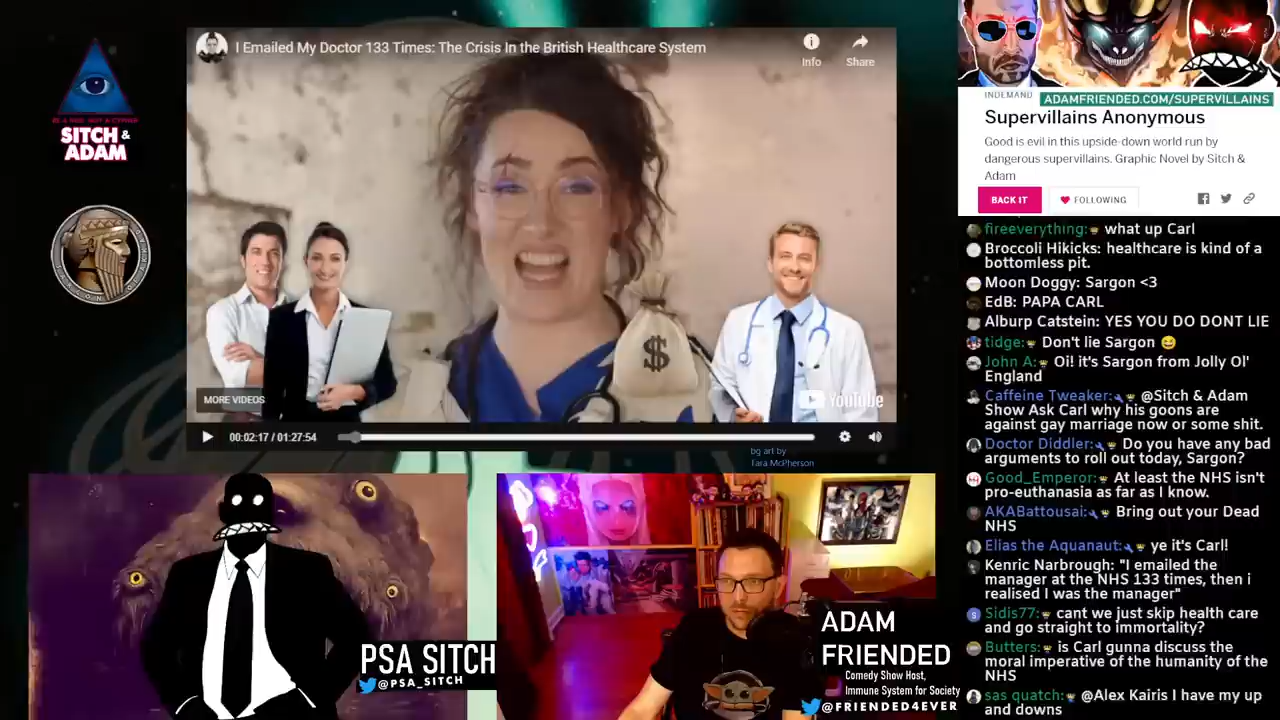 I Emailed My Doctor 133 Times: The Crisis In the British Healthcare System
Info
Share
SITCH &
ADAM
$
MORE VIDEOS
YouTube
00:02:17 / 01:27:54
bg art by
Tara McPherson
PSA SITCH
@PSA_SITCH
ADAM
FRIENDED
Comedy Show Host,
Immune System for Society
@FRIENDED4EVER
INDEMAND
ADAMFRIENDED.COM/SUPERVILLAINS
Supervillains Anonymous
Good is evil in this upside-down world run by
dangerous supervillains. Graphic Novel by Sitch &
Adam
BACK IT
FOLLOWING
fireeverything: what up Carl
Broccoli Hikicks: healthcare is kind of a
bottomless pit.
Moon Doggy: Sargon <3
EdB: PAPA CARL
Alburp Catstein: YES YOU DO DONT LIE
tidge: Don't lie Sargon 😅
John A: Oi! it's Sargon from Jolly Ol'
England
Caffeine Tweaker: @Sitch & Adam
Show Ask Carl why his goons are
against gay marriage now or some shit.
Doctor Diddler: Do you have any bad
arguments to roll out today, Sargon?
Good_Emperor: At least the NHS isn't
pro-euthanasia as far as I know.
AKABattousai: Bring out your Dead
NHS
Elias the Aquanaut: ye it's Carl!
Kenric Narbrough: "I emailed the
manager at the NHS 133 times, then i
realised I was the manager"
Sidis77: cant we just skip health care
and go straight to immortality?
Butters: is Carl gunna discuss the
moral imperative of the humanity of the
NHS
sas quatch: @Alex Kairis I have my up
and downs